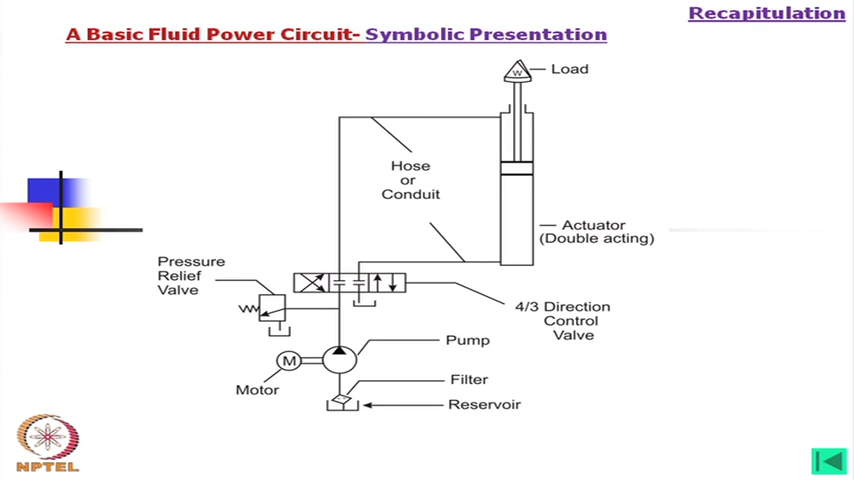 Recapitulation
A Basic Fluid Power Circuit- Symbolic Presentation
W
Load
Hose
or
Conduit
Actuator
(Double acting)
Pressure
Relief
Valve
4/3 Direction
Control
Valve
Pump
M
Motor
Filter
Reservoir
NPTEL